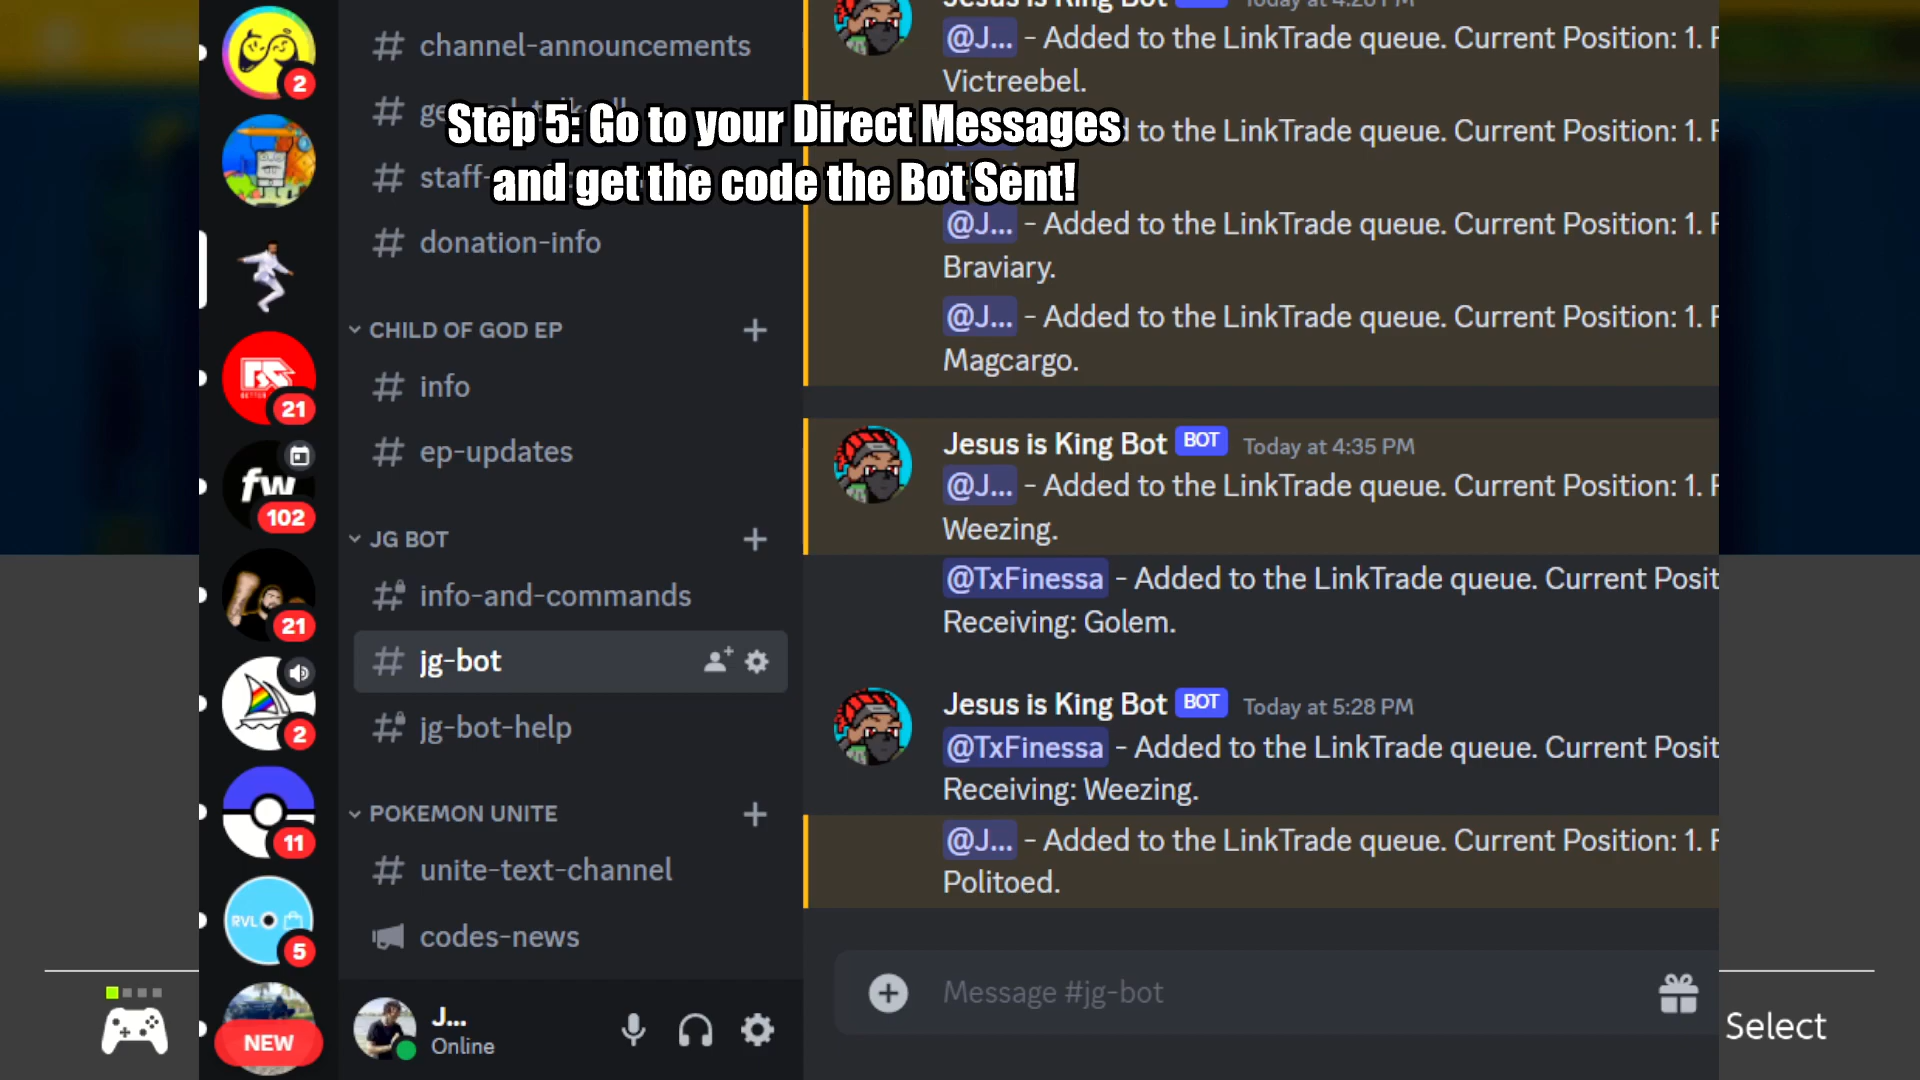 2
21
102
21
2
11
RVL
5
NEW
channel-announcements
staff-
donation-info
CHILD OF GOD EP
info
ep-updates
JG BOT
info-and-commands
jg-bot
jg-bot-help
POKEMON UNITE
unite-text-channel
codes-news
J...
Online
Step 5: Go to your Direct Messages
and get the code the Bot Sent!
Jesus is King Bot Today at
@J... - Added to the LinkTrade queue. Current Position: 1.
Victreebel.
to the LinkTrade queue. Current Position: 1.
@J... - Added to the LinkTrade queue. Current Position: 1.
Braviary.
@J... - Added to the LinkTrade queue. Current Position: 1.
Magcargo.
Jesus is King Bot BOT Today at 4:35 PM
@J... - Added to the LinkTrade queue. Current Position: 1.
Weezing.
@TxFinessa - Added to the LinkTrade queue. Current Posit
Receiving: Golem.
Jesus is King Bot BOT Today at 5:28 PM
@TxFinessa - Added to the LinkTrade queue. Current Posit
Receiving: Weezing.
@J... - Added to the LinkTrade queue. Current Position: 1.
Politoed.
Message #jg-bot
Select
fw